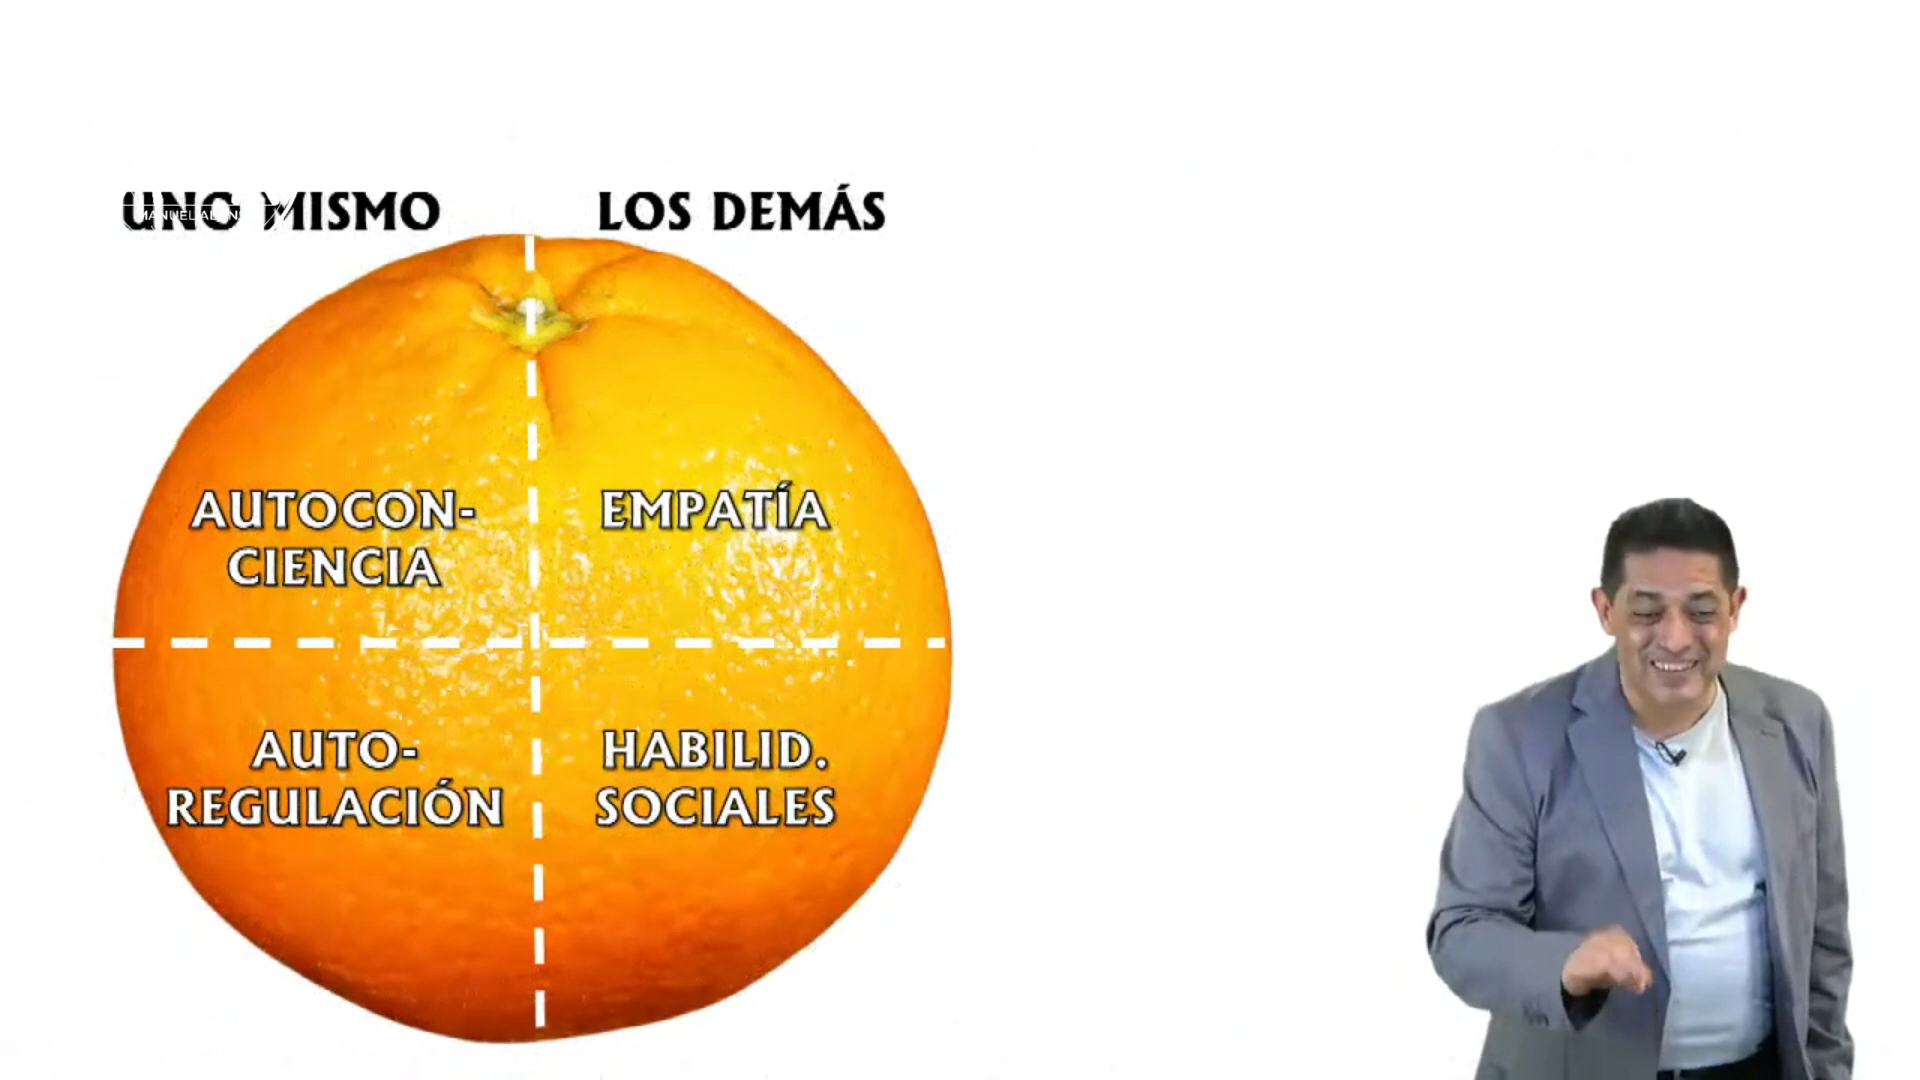 UNO MISMO
LOS DEMÁS
AUTOCON-
CIENCIA
EMPATÍA
AUTO-
REGULACIÓN
HABILID.
SOCIALES